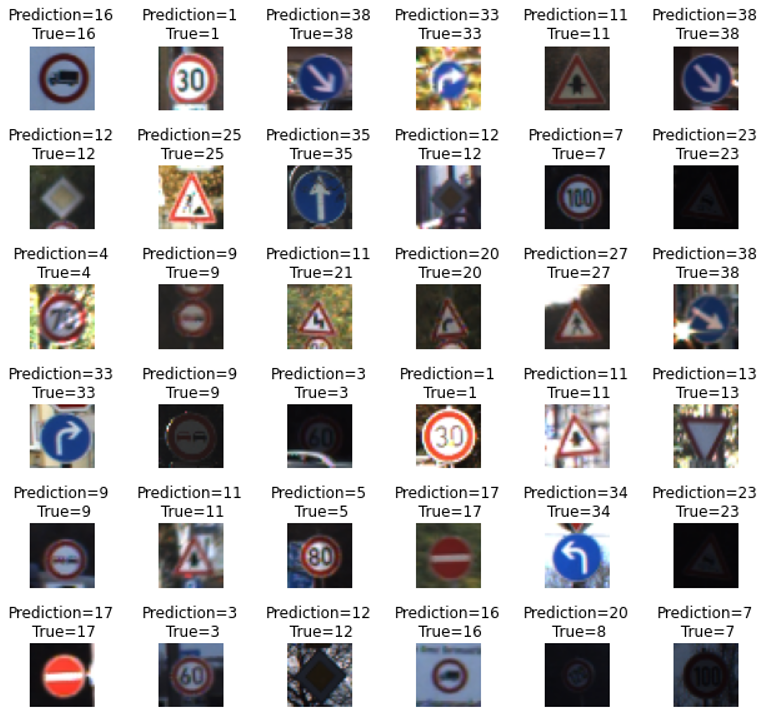 Prediction=16 Prediction=1 Prediction=38 Prediction=33 Prediction=11 Prediction=38
True=16 True=1 True=38 True=33 True=11 True=38
30
Prediction=12 Prediction=25 Prediction=35 Prediction=12 Prediction=7 Prediction=23
True=12 True=25 True=35 True=12 True=7 True=23
100
Prediction=4 Prediction=9 Prediction=11 Prediction=20 Prediction=27 Prediction=38
True=4 True=9 True=21 True=20 True=27 True=38
Prediction=33 Prediction=9 Prediction=3 Prediction=1 Prediction=11 Prediction=13
True=33 True=9 True=3 True=1 True=11 True=13
60 30
Prediction=9 Prediction=11 Prediction=5 Prediction=17 Prediction=34 Prediction=23
True=9 True=11 True=5 True=17 True=34 True=23
80
Prediction=17 Prediction=3 Prediction=12 Prediction=16 Prediction=20 Prediction=7
True=17 True=3 True=12 True=16 True=8 True=7
60 100